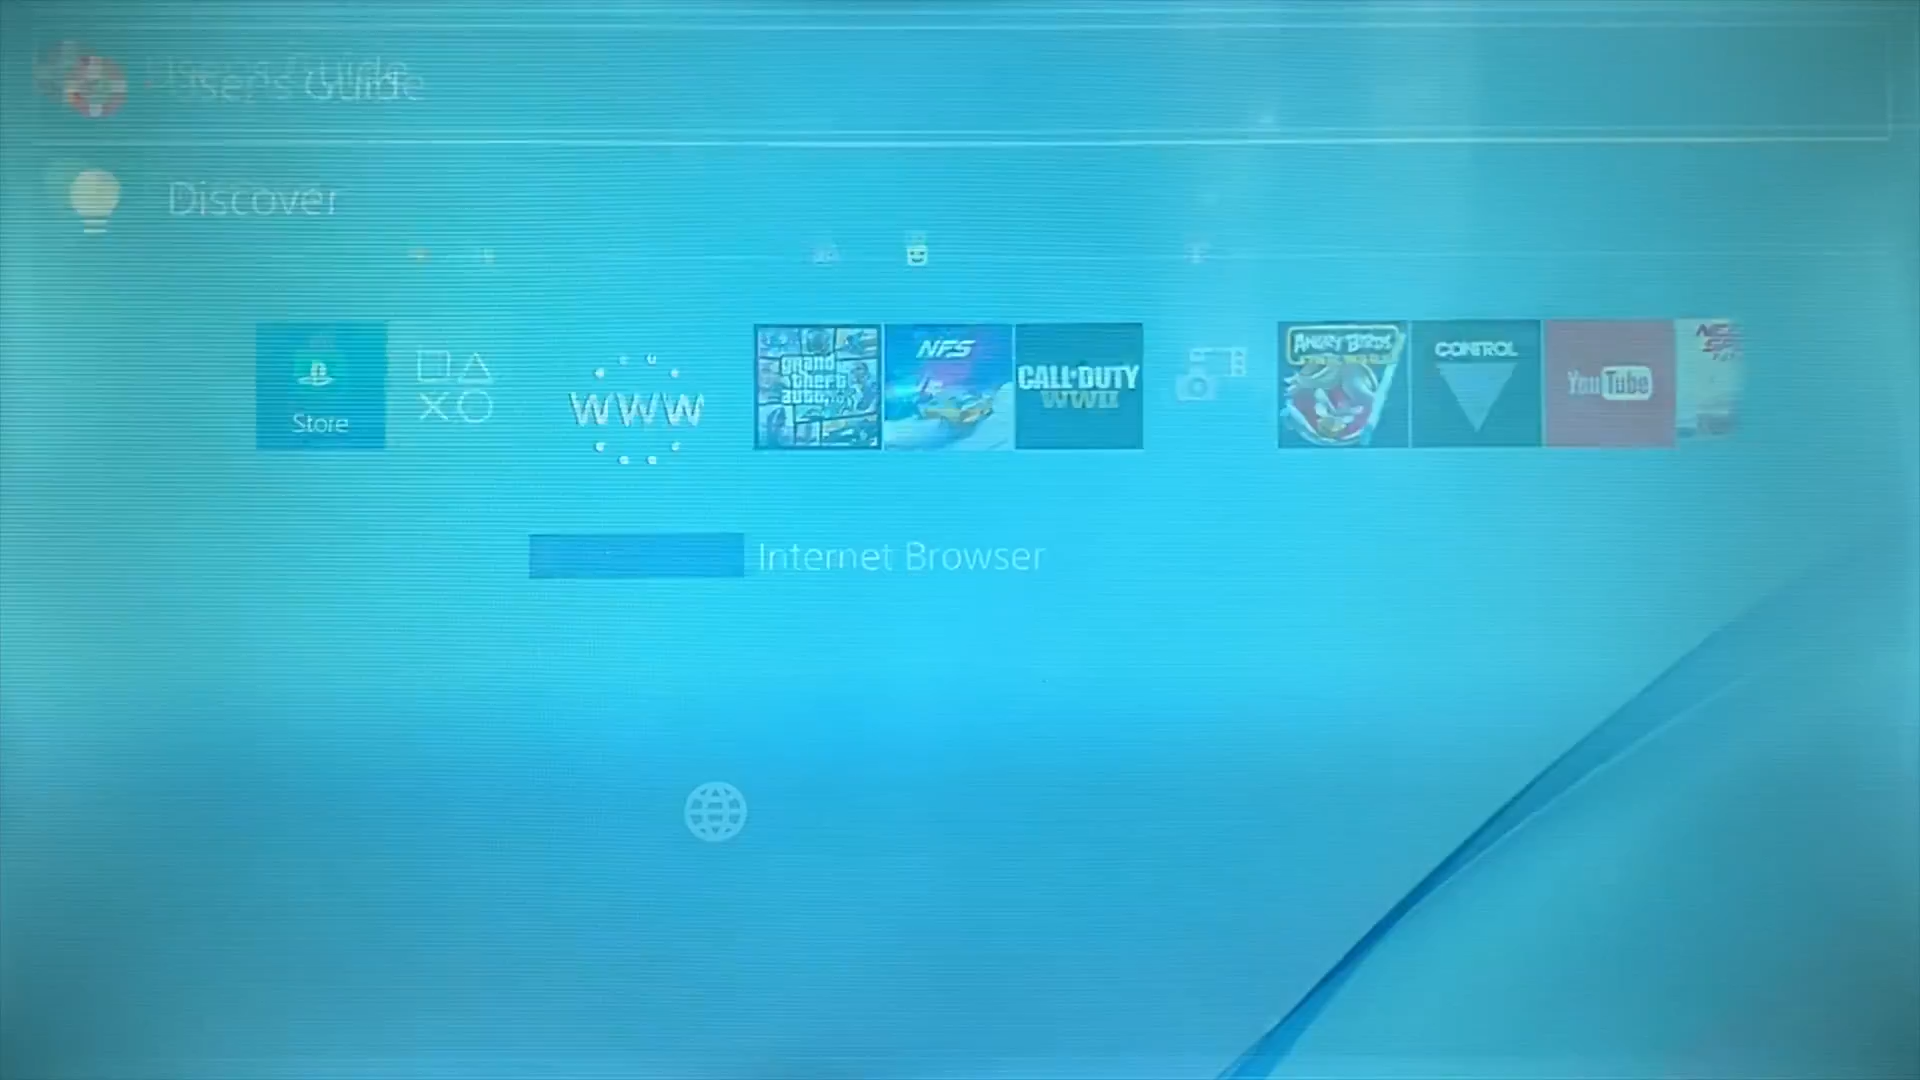 User's Guide
Discover
Store
WWW
grand theft auto
NFS
CALL OF DUTY WWII
ANGRY BIRDS
CONTROL
YouTube
Internet Browser